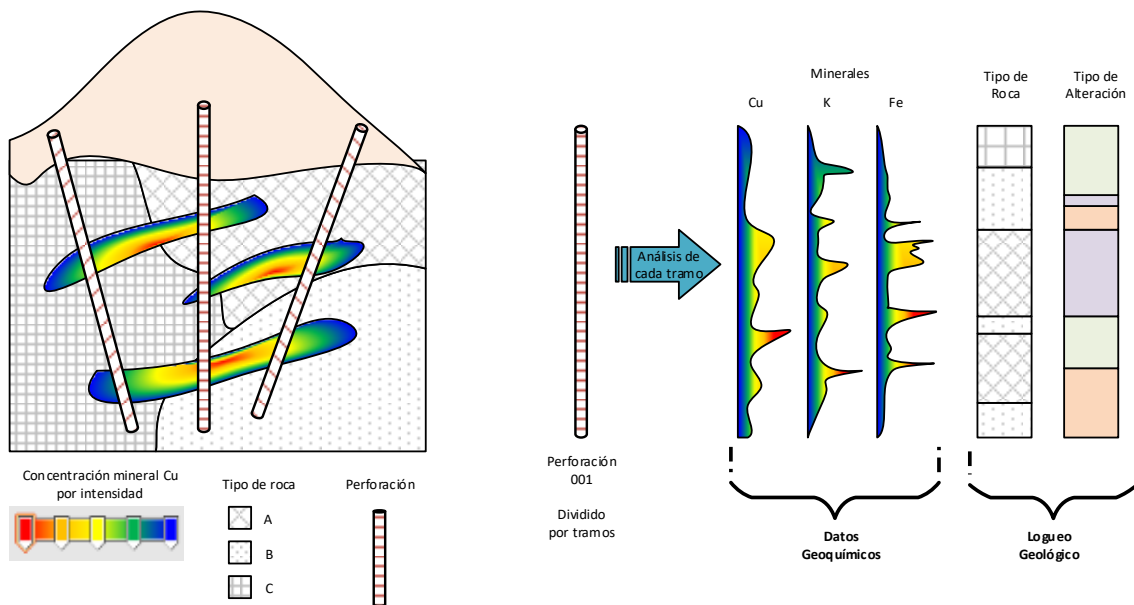 Minerales
Cu
K
Fe
Tipo de
Roca
Tipo de
Alteración
Análisis de
cada tramo
Perforación
001
Dividido
por tramos
Datos
Geoquímicos
Logueo
Geológico
Concentración mineral Cu
por intensidad
Tipo de roca
A
B
C
Perforación